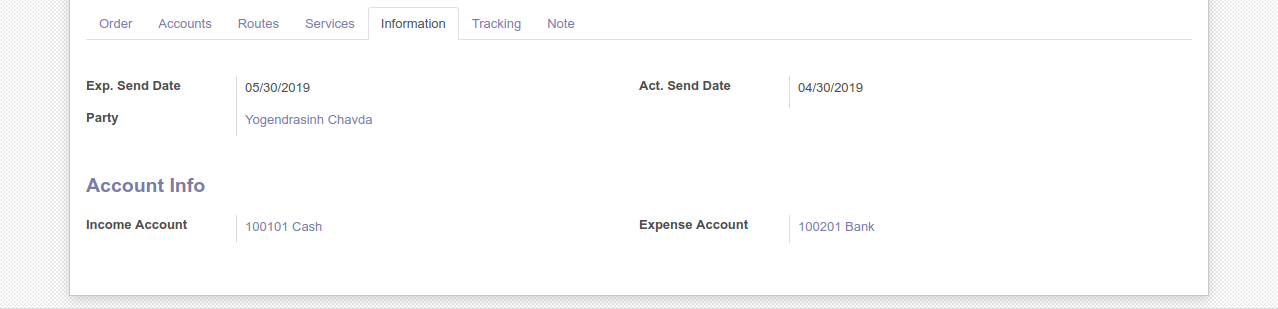 Order Accounts Routes Services Information Tracking Note
Exp. Send Date 05/30/2019 Act. Send Date 04/30/2019
Party Yogendrasinh Chavda
Account Info
Income Account 100101 Cash Expense Account 100201 Bank